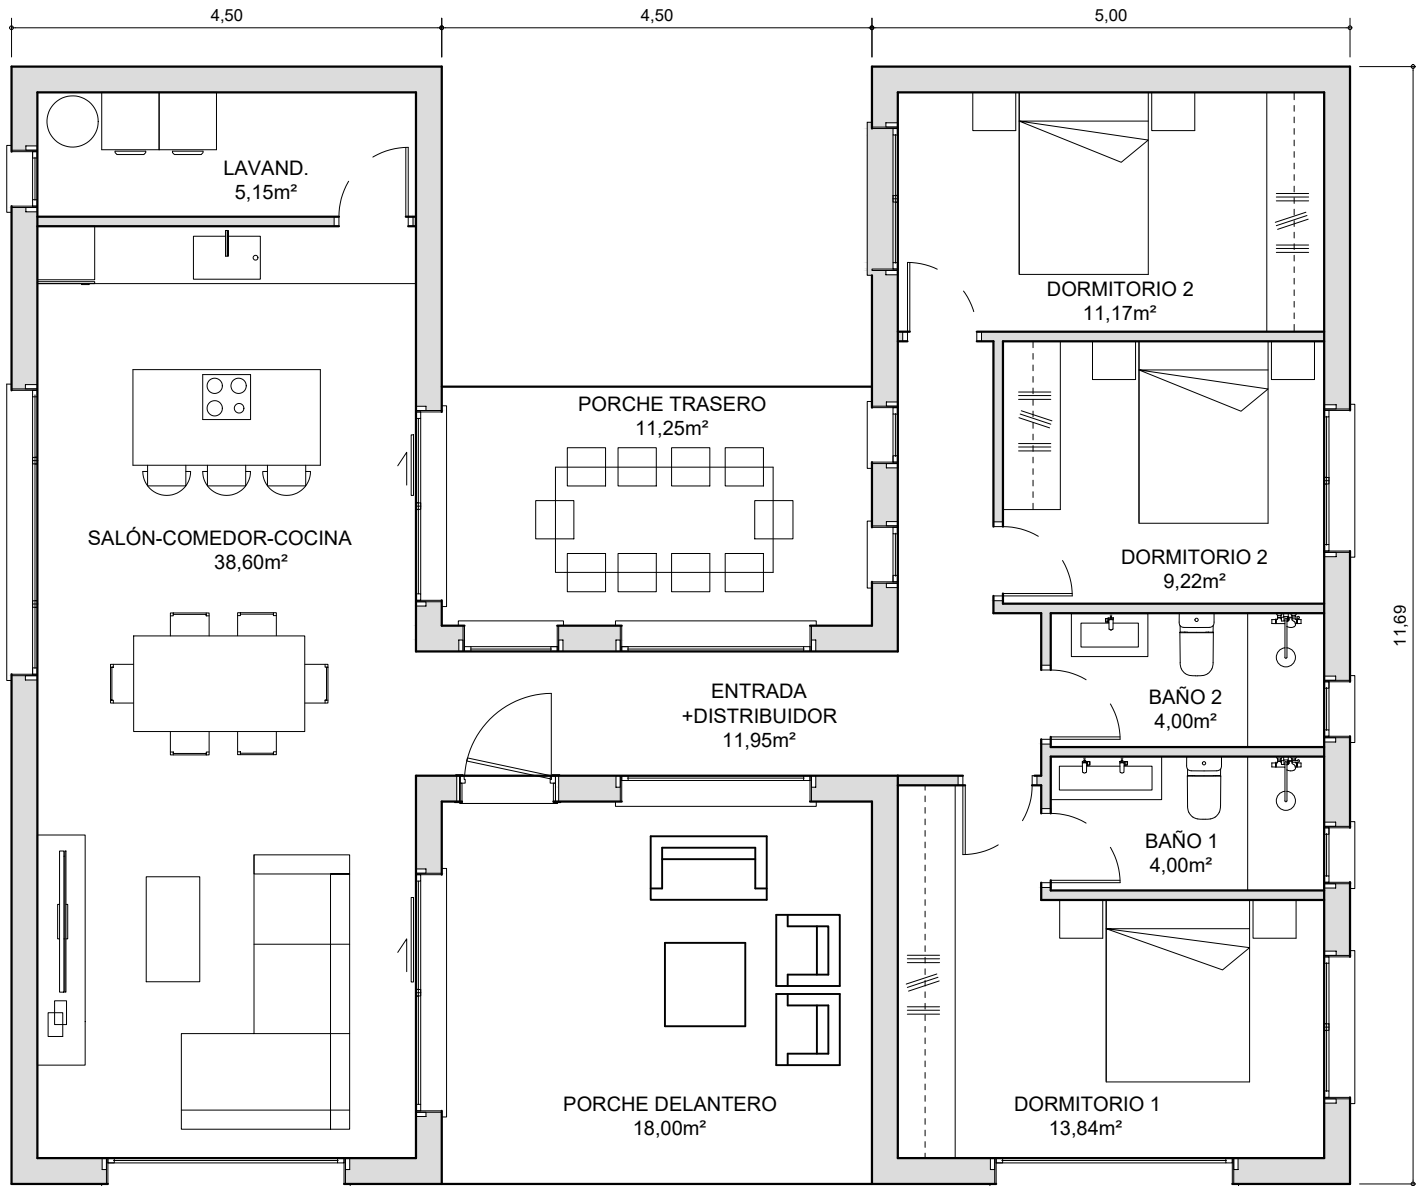 4,50
4,50
5,00
LAVAND.
5,15m²
DORMITORIO 2
11,17m²
PORCHE TRASERO
11,25m²
SALÓN-COMEDOR-COCINA
38,60m²
DORMITORIO 2
9,22m²
11,69
ENTRADA
+DISTRIBUIDOR
11,95m²
BAÑO 2
4,00m²
BAÑO 1
4,00m²
PORCHE DELANTERO
18,00m²
DORMITORIO 1
13,84m²